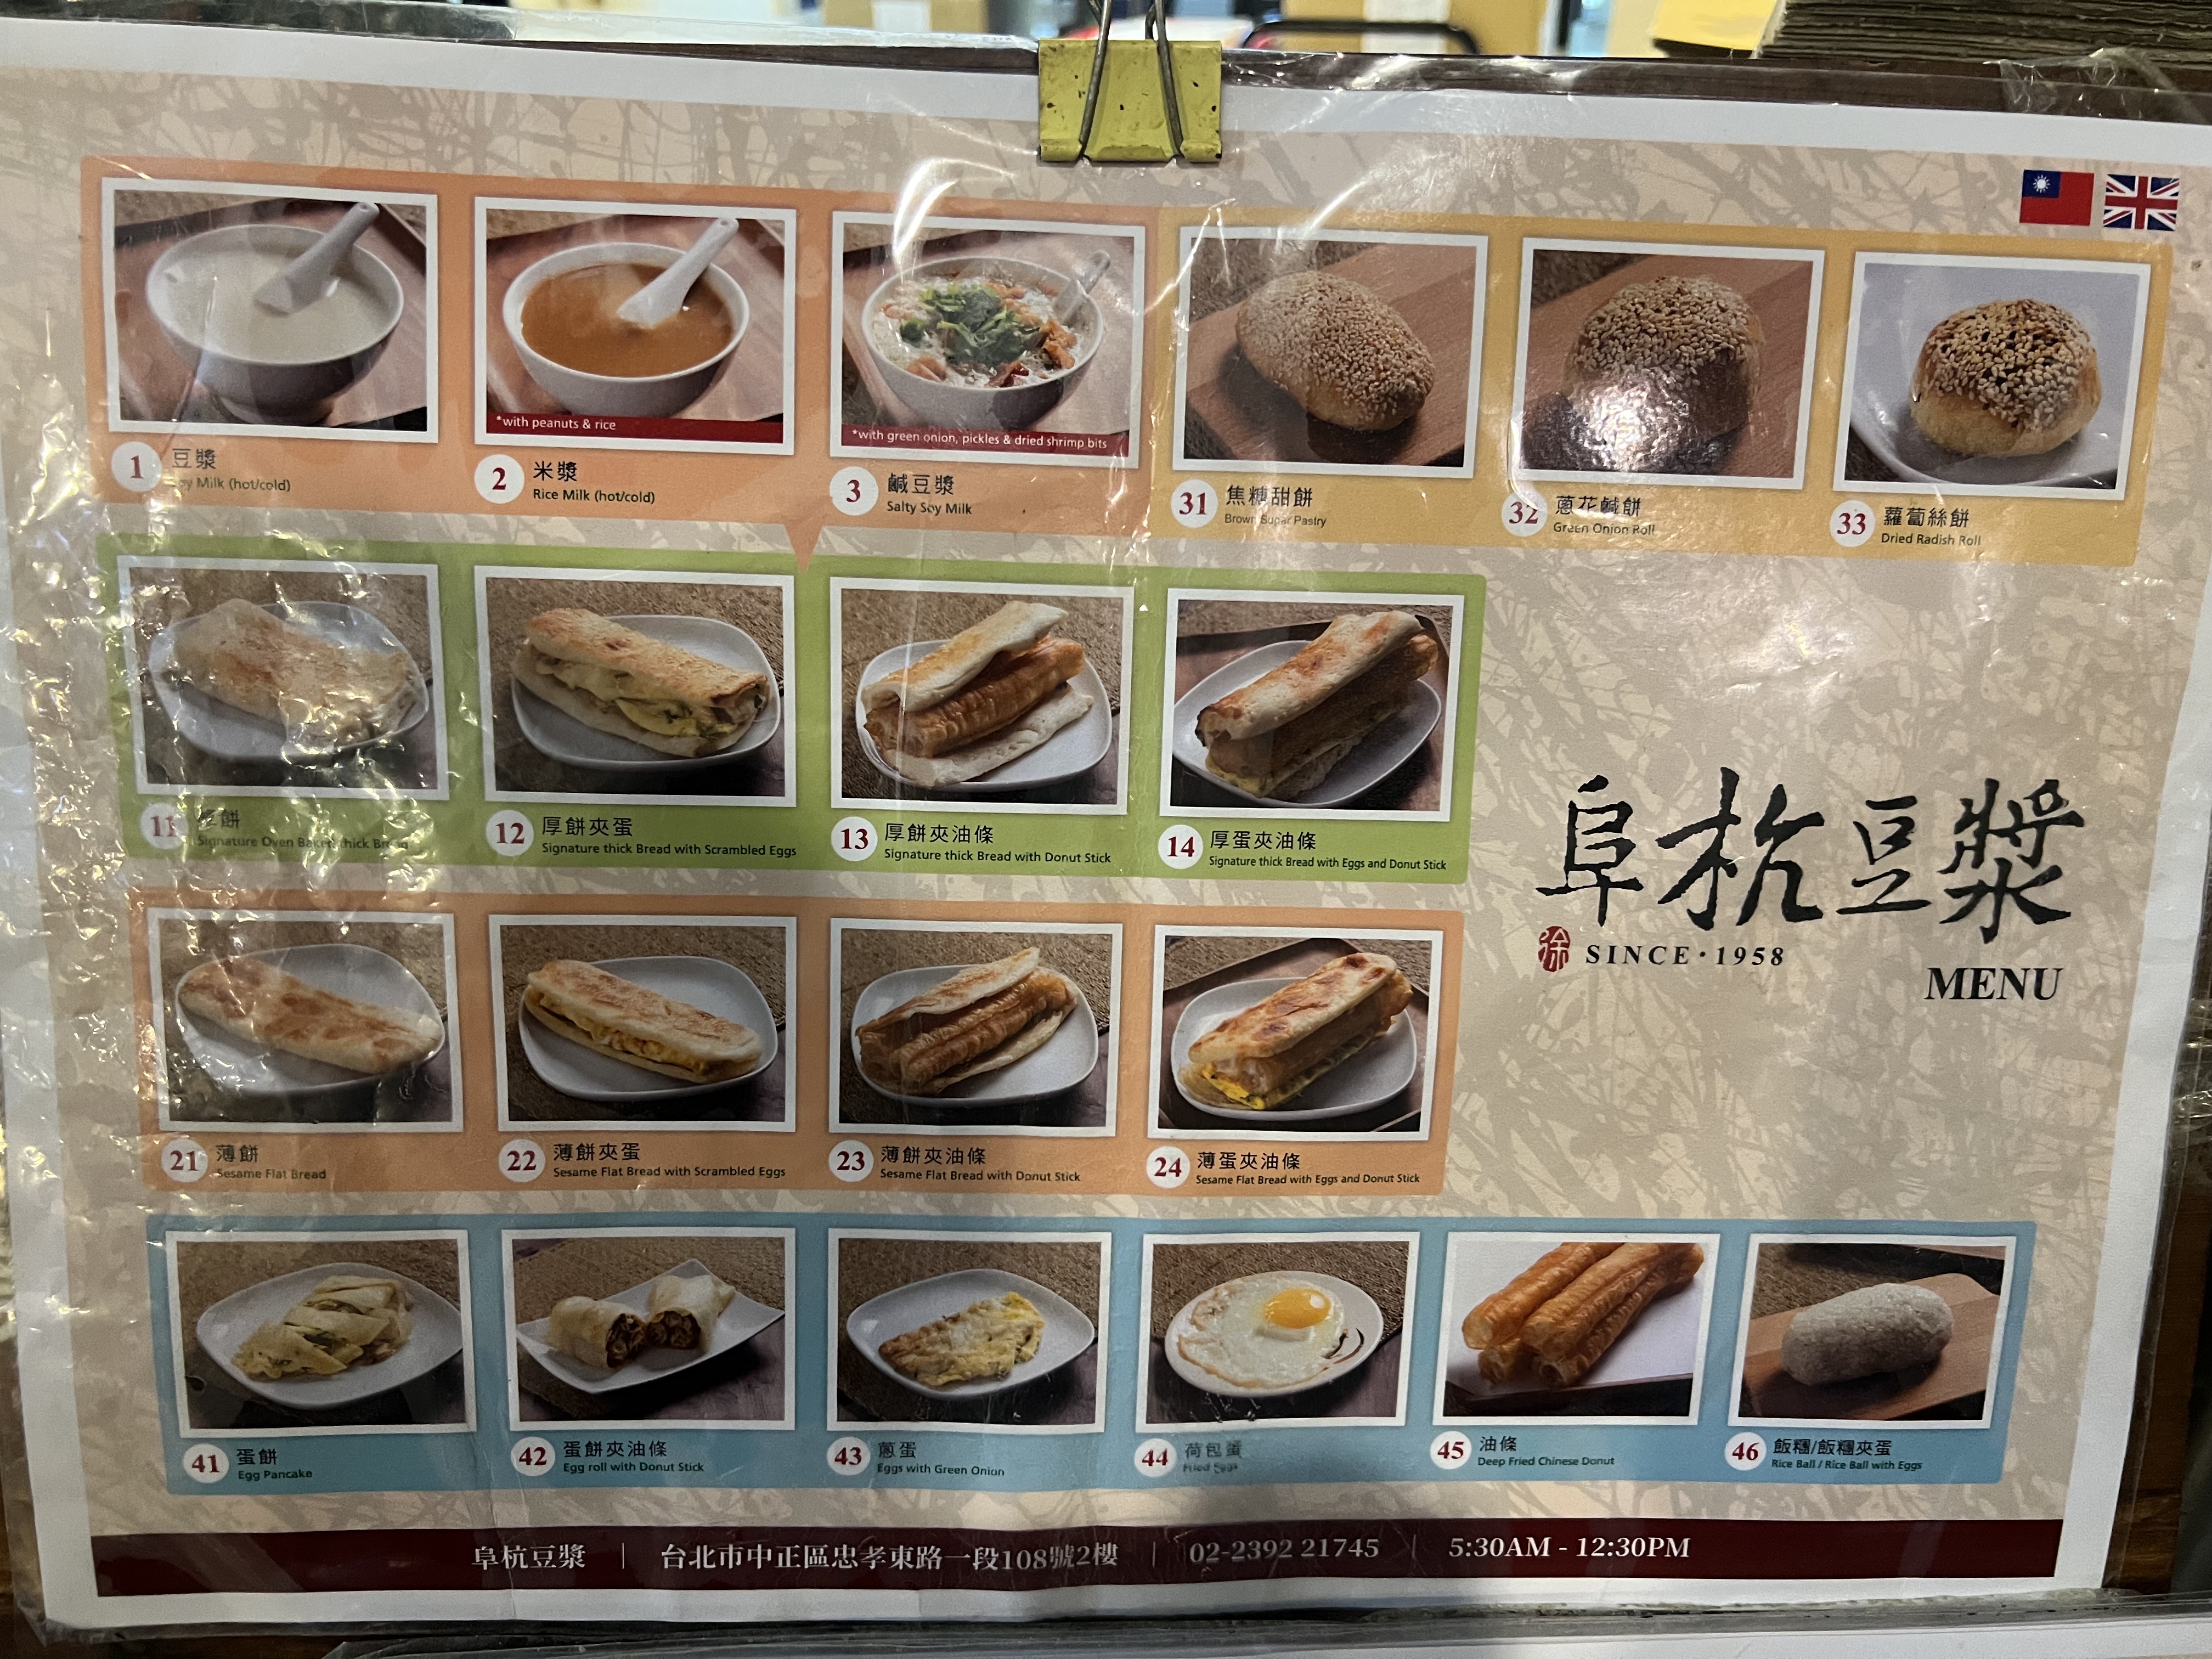 *with peanuts & rice
*with green onion, pickles & dried shrimp bits
1 豆漿
Milk (hot/cold)
2 米漿
Rice Milk (hot/cold)
3 鹹豆漿
Salty Soy Milk
31 焦糖甜餅
Brown Sugar Pastry
32 蔥花鹹餅
Green Onion Roll
33 蘿蔔絲餅
Dried Radish Roll
11 餅
Signature Oven Baked thick Bread
12 厚餅夾蛋
Signature thick Bread with Scrambled Eggs
13 厚餅夾油條
Signature thick Bread with Donut Stick
14 厚蛋夾油條
Signature thick Bread with Eggs and Donut Stick
阜杭豆漿
徐 SINCE·1958
MENU
21 薄餅
Sesame Flat Bread
22 薄餅夾蛋
Sesame Flat Bread with Scrambled Eggs
23 薄餅夾油條
Sesame Flat Bread with Donut Stick
24 薄蛋夾油條
Sesame Flat Bread with Eggs and Donut Stick
41 蛋餅
Egg Pancake
42 蛋餅夾油條
Egg roll with Donut Stick
43 蔥蛋
Eggs with Green Onion
44 荷包蛋
Fried Eggs
45 油條
Deep Fried Chinese Donut
46 飯糰/飯糰夾蛋
Rice Ball / Rice Ball with Eggs
阜杭豆漿 | 台北市中正區忠孝東路一段108號2樓 | 02-2392 21745 | 5:30AM - 12:30PM